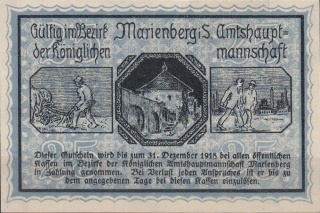 Gültig im Bezirk der Königlichen
Marienberg i. S. Amtshauptmannschaft
Dieser Gutschein wird bis zum 31. Dezember 1918 bei allen öffentlichen
Kassen im Bezirke der Königlichen Amtshauptmannschaft Marienberg
in Zahlung genommen. Bei Verlust jeden Anspruches ist er bis zu
dem angegebenen Tage bei diesen Kassen einzulösen.